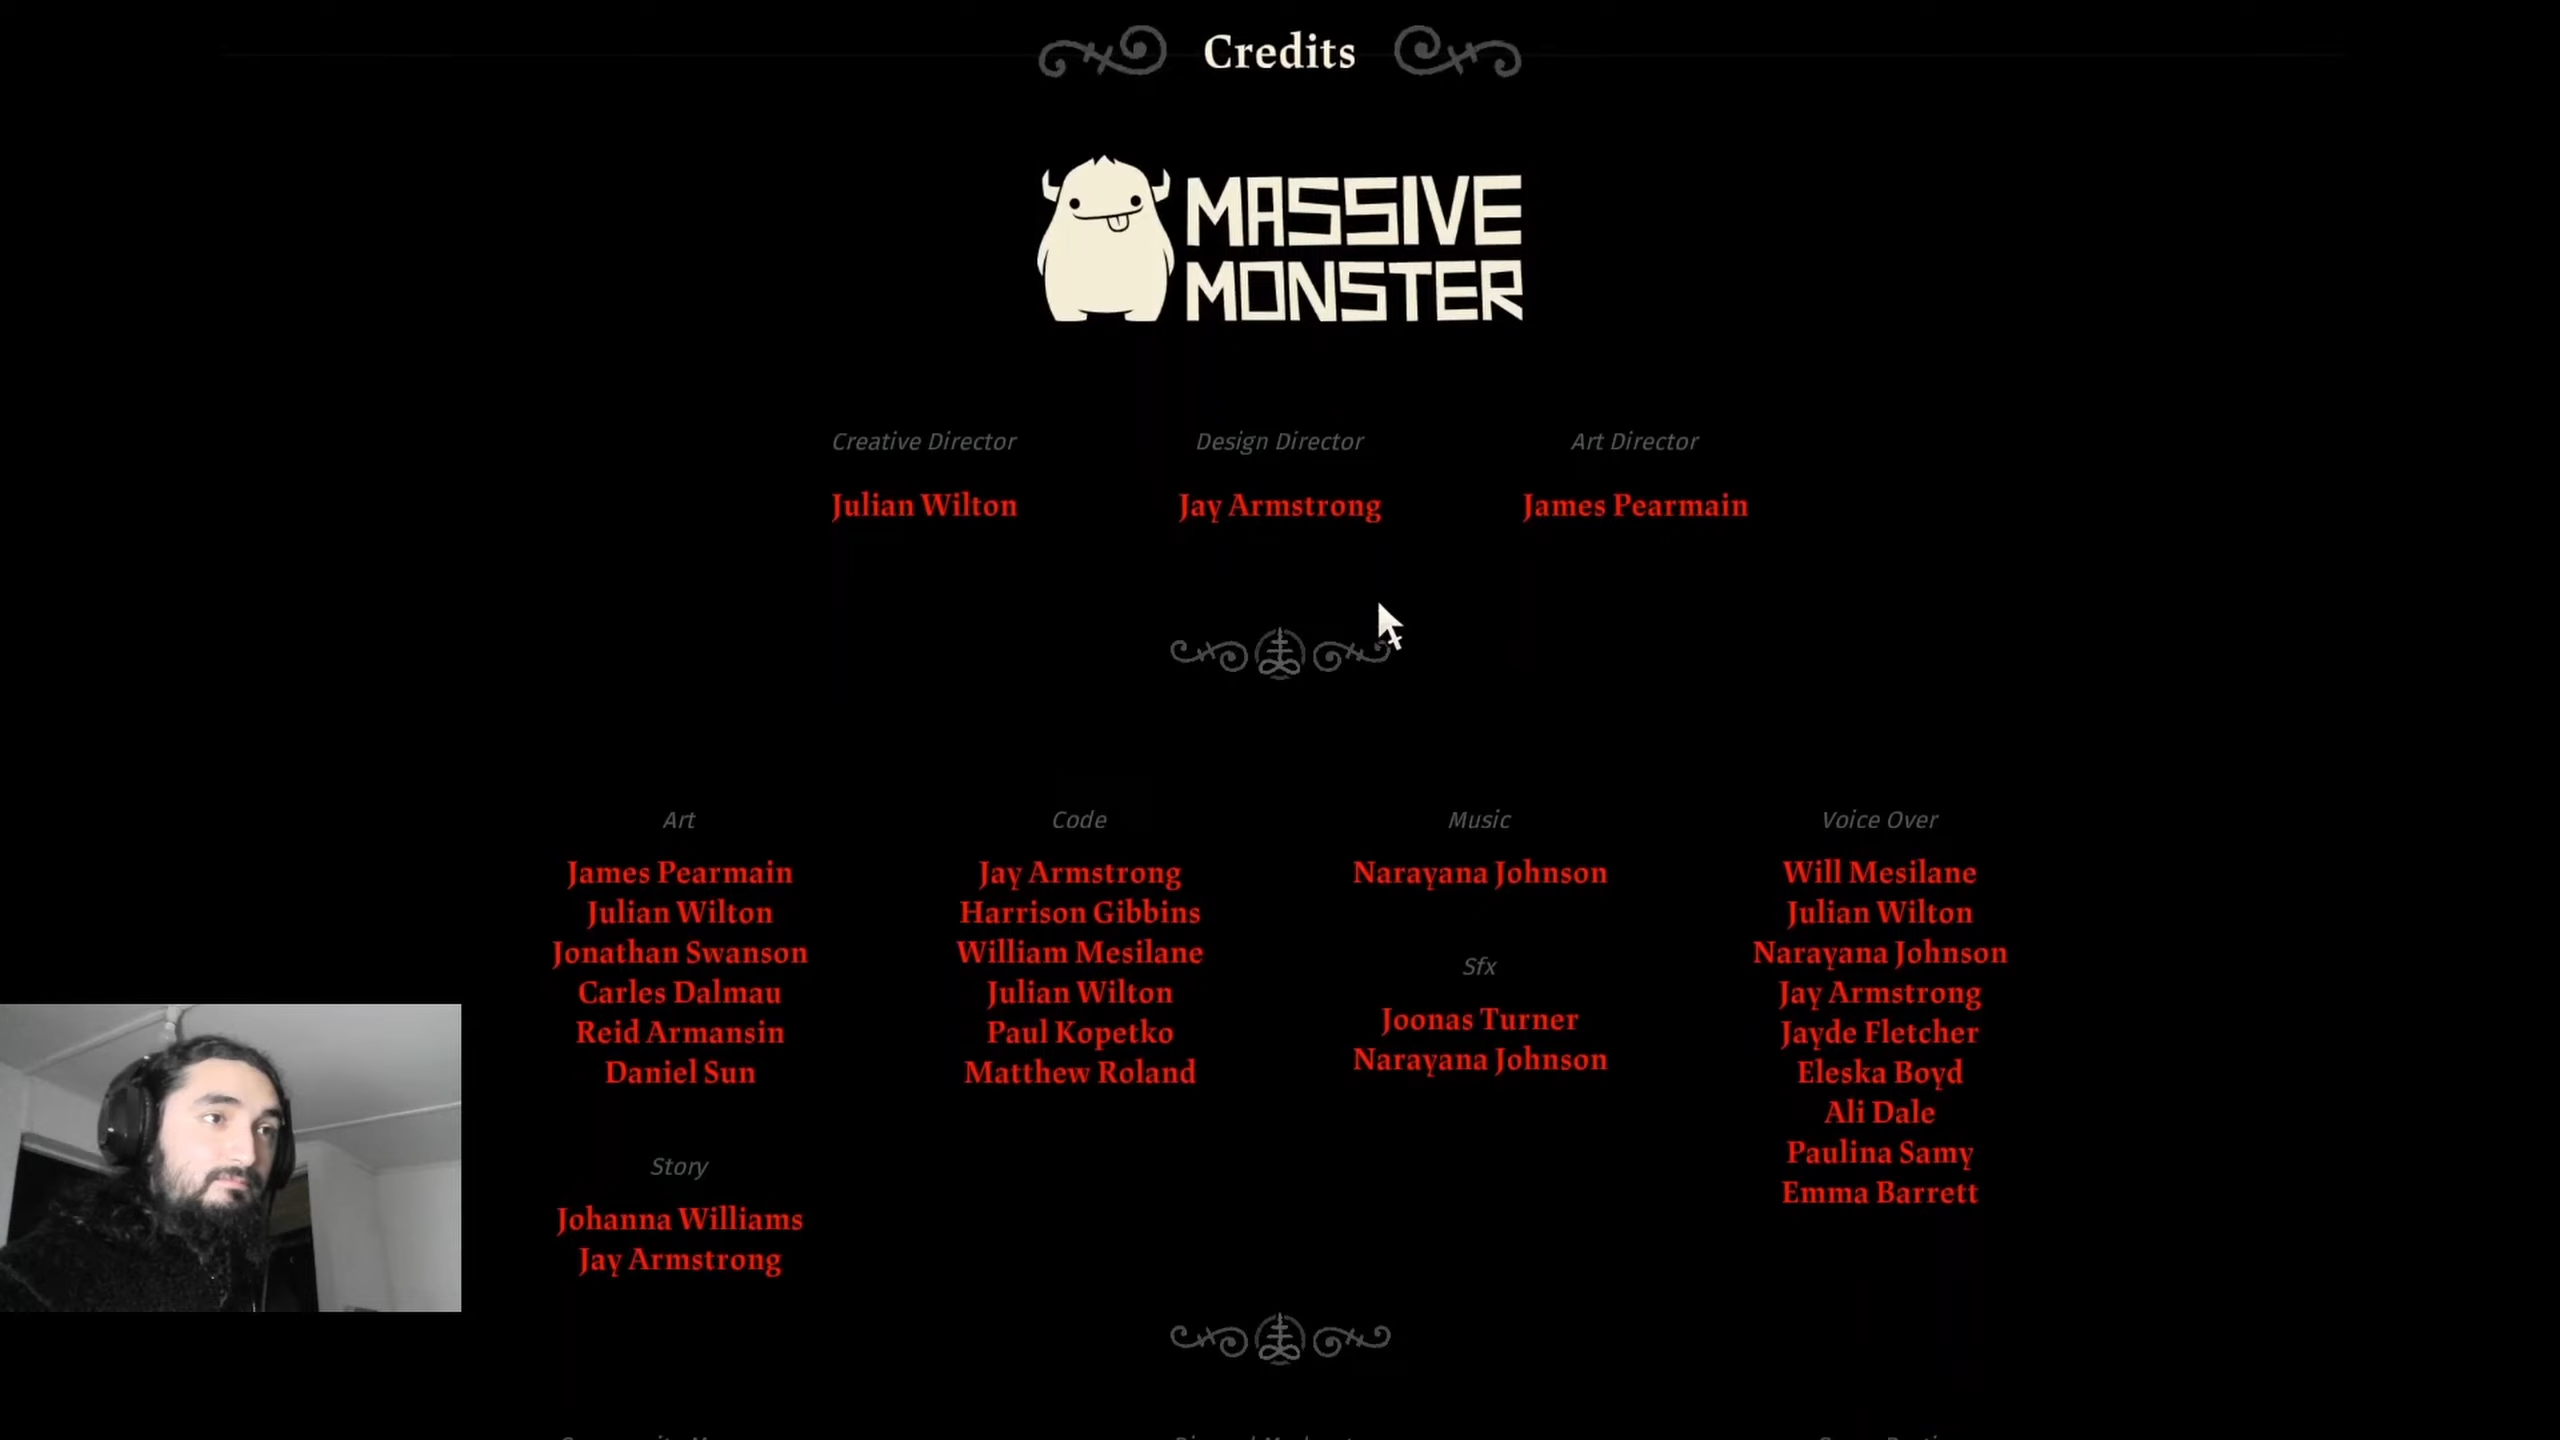 Credits
MASSIVE
MONSTER
Creative Director
Julian Wilton
Design Director
Jay Armstrong
Art Director
James Pearmain
Art
James Pearmain
Julian Wilton
Jonathan Swanson
Carles Dalmau
Reid Armansin
Daniel Sun
Story
Johanna Williams
Jay Armstrong
Code
Jay Armstrong
Harrison Gibbins
William Mesilane
Julian Wilton
Paul Kopetko
Matthew Roland
Music
Narayana Johnson
Sfx
Joonas Turner
Narayana Johnson
Voice Over
Will Mesilane
Julian Wilton
Narayana Johnson
Jay Armstrong
Jayde Fletcher
Eleska Boyd
Ali Dale
Paulina Samy
Emma Barrett